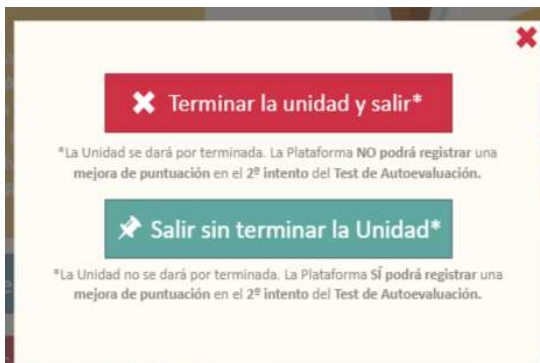 Terminar la unidad y salir*
*La Unidad se dará por terminada. La Plataforma NO podrá registrar una
mejora de puntuación en el 2º intento del Test de Autoevaluación.
Salir sin terminar la Unidad*
*La Unidad no se dará por terminada. La Plataforma SÍ podrá registrar una
mejora de puntuación en el 2º intento del Test de Autoevaluación.